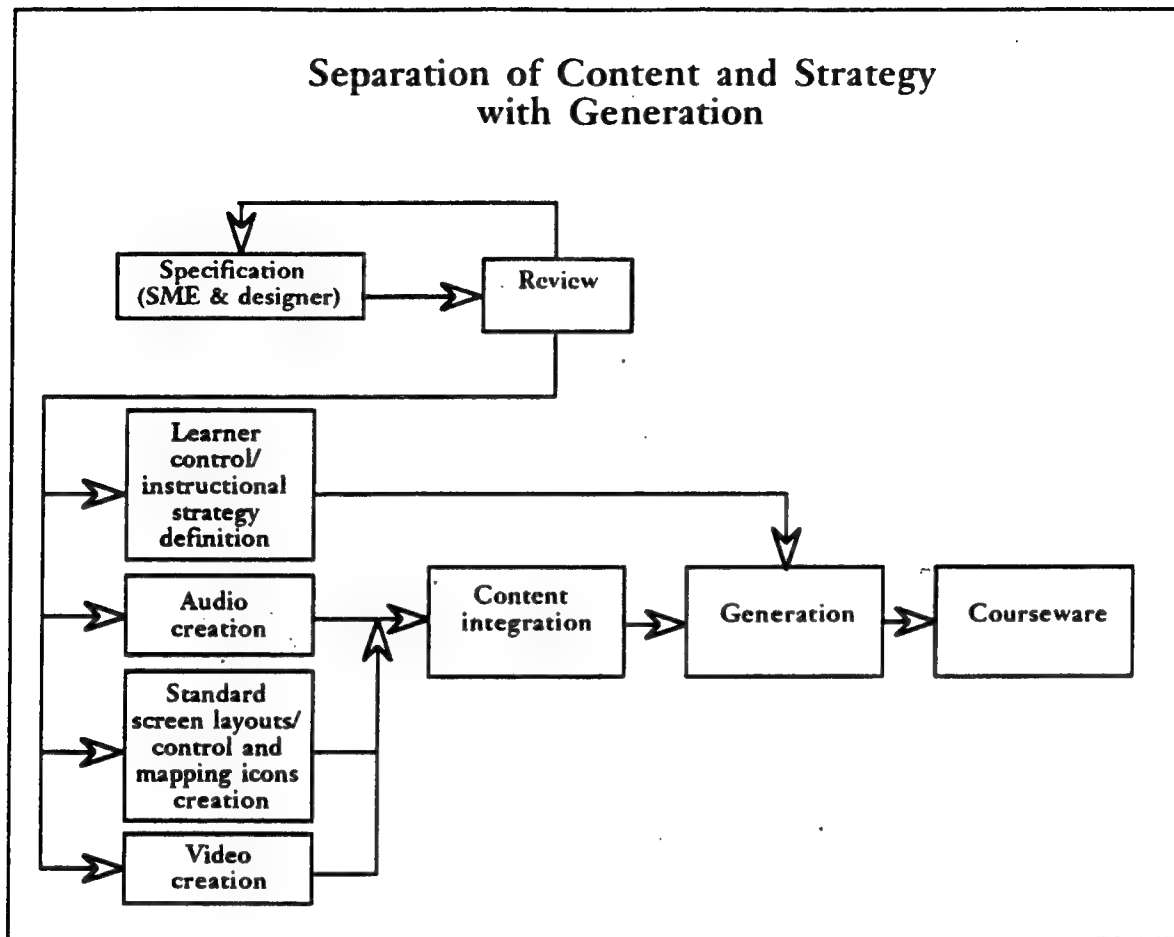 Separation of Content and Strategy
with Generation
Specification
(SME & designer)
Review
Learner
control/
instructional
strategy
definition
Audio
creation
Content
integration
Generation
Courseware
Standard
screen layouts/
control and
mapping icons
creation
Video
creation